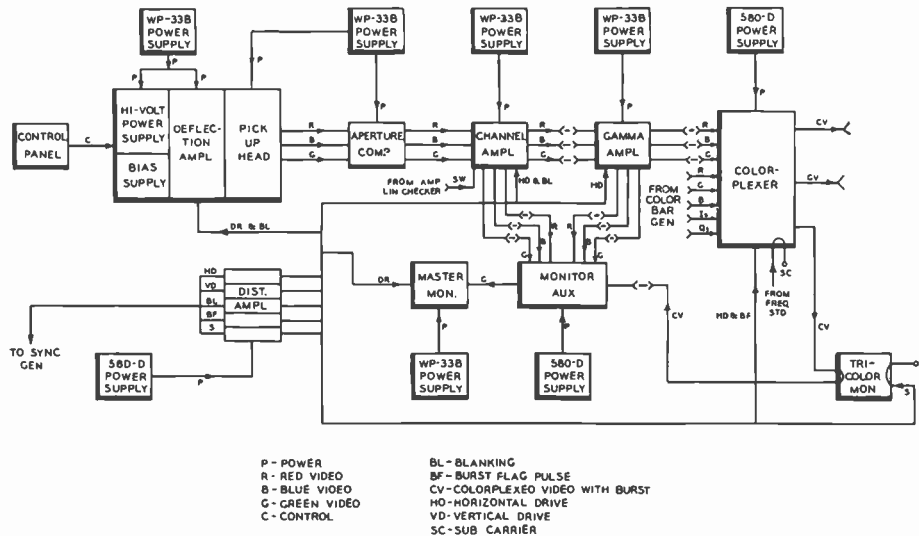 WP-33B
POWER
SUPPLY
WP-33B
POWER
SUPPLY
WP-33B
POWER
SUPPLY
WP-33B
POWER
SUPPLY
580-D
POWER
SUPPLY
P
P
P
P
P
P
P
P
CONTROL
PANEL
C
HI-VOLT
POWER
SUPPLY
BIAS
SUPPLY
DEFLEC-
TION
AMPL
PICK
UP
HEAD
R
B
G
APERTURE
COMP
R
B
G
CHANNEL
AMPL
R
B
G
GAMMA
AMPL
R
B
G
R
G
B
Is
Qs
COLOR-
PLEXER
CV
CV
FROM AMP
LIN CHECKER
SW
HD & BL
HD
FROM
COLOR
BAR
GEN
SC
FROM
FREQ
STD
DR & BL
R
B
G
R
B
G
HD
VD
BL
BF
S
DIST.
AMPL
DR
MASTER
MON.
G
MONITOR
AUX
CV
HD & BF
CV
TO SYNC
GEN
58D-D
POWER
SUPPLY
P
P
WP-33B
POWER
SUPPLY
P
580-D
POWER
SUPPLY
CV
TRI-
COLOR
MON
S
P - POWER
R - RED VIDEO
B - BLUE VIDEO
G - GREEN VIDEO
C - CONTROL
BL - BLANKING
BF - BURST FLAG PULSE
CV - COLORPLEXED VIDEO WITH BURST
HD - HORIZONTAL DRIVE
VD - VERTICAL DRIVE
SC - SUB CARRIER